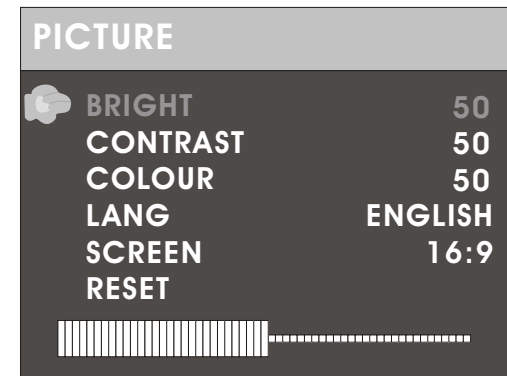 PICTURE
BRIGHT 50
CONTRAST 50
COLOUR 50
LANG ENGLISH
SCREEN 16:9
RESET